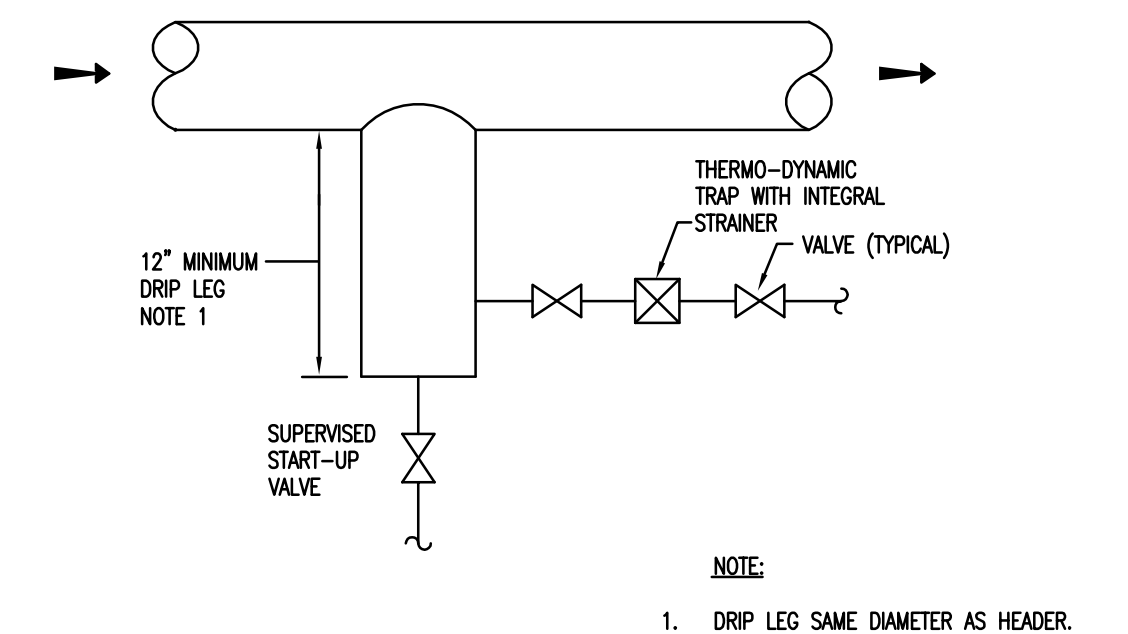 THERMO-DYNAMIC
TRAP WITH INTEGRAL
STRAINER
VALVE (TYPICAL)
12" MINIMUM
DRIP LEG
NOTE 1
SUPERVISED
START-UP
VALVE
NOTE:
1. DRIP LEG SAME DIAMETER AS HEADER.